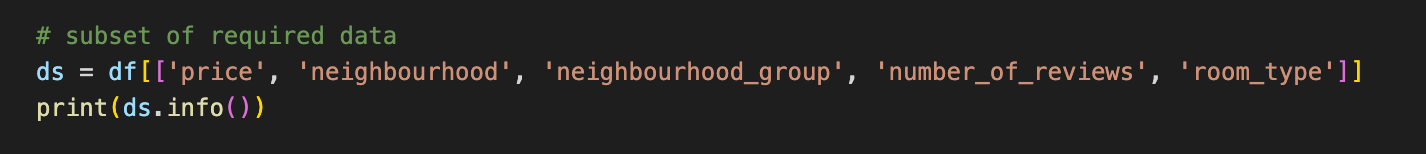 # subset of required data
ds = df[['price', 'neighbourhood', 'neighbourhood_group', 'number_of_reviews', 'room_type']]
print(ds.info())